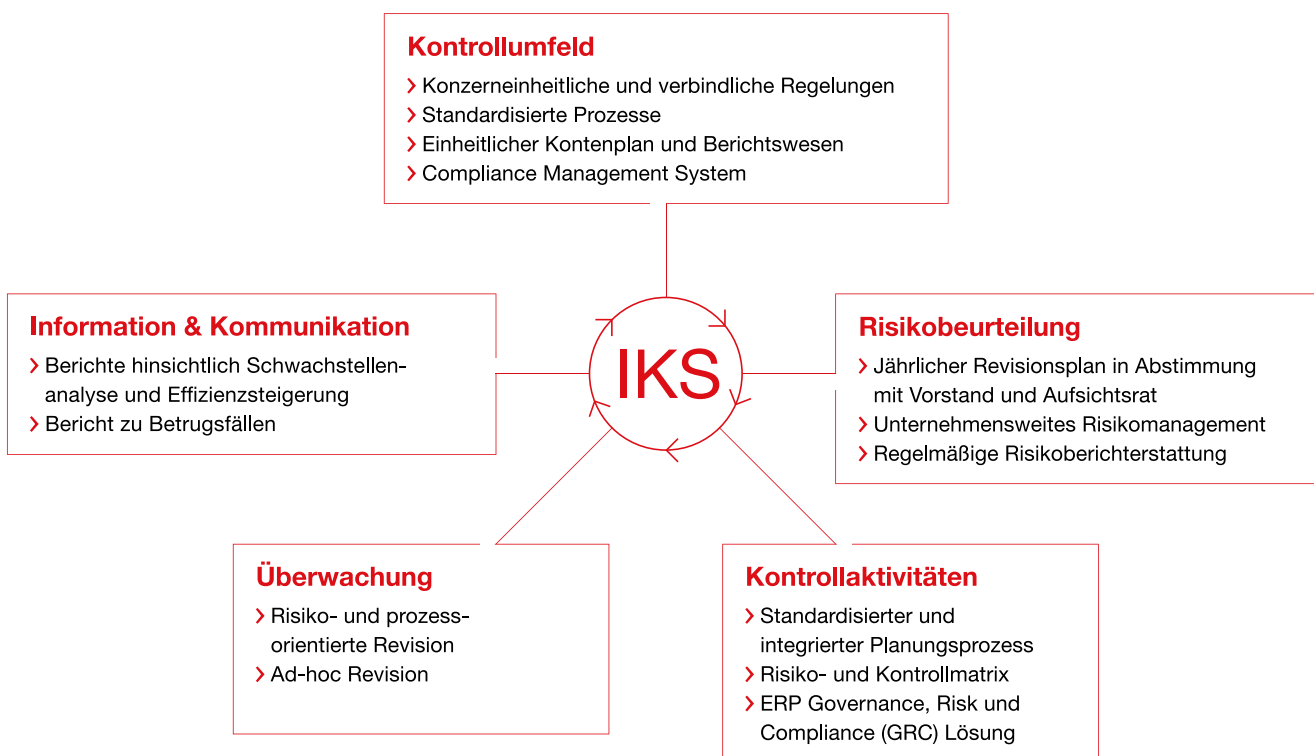 Kontrollumfeld
Konzerneinheitliche und verbindliche Regelungen
Standardisierte Prozesse
Einheitlicher Kontenplan und Berichtswesen
Compliance Management System
Information & Kommunikation
Berichte hinsichtlich Schwachstellen-
analyse und Effizienzsteigerung
Bericht zu Betrugsfällen
IKS
Risikobeurteilung
Jährlicher Revisionsplan in Abstimmung
mit Vorstand und Aufsichtsrat
Unternehmensweites Risikomanagement
Regelmäßige Risikoberichterstattung
Überwachung
Risiko- und prozess-
orientierte Revision
Ad-hoc Revision
Kontrollaktivitäten
Standardisierter und
integrierter Planungsprozess
Risiko- und Kontrollmatrix
ERP Governance, Risk und
Compliance (GRC) Lösung